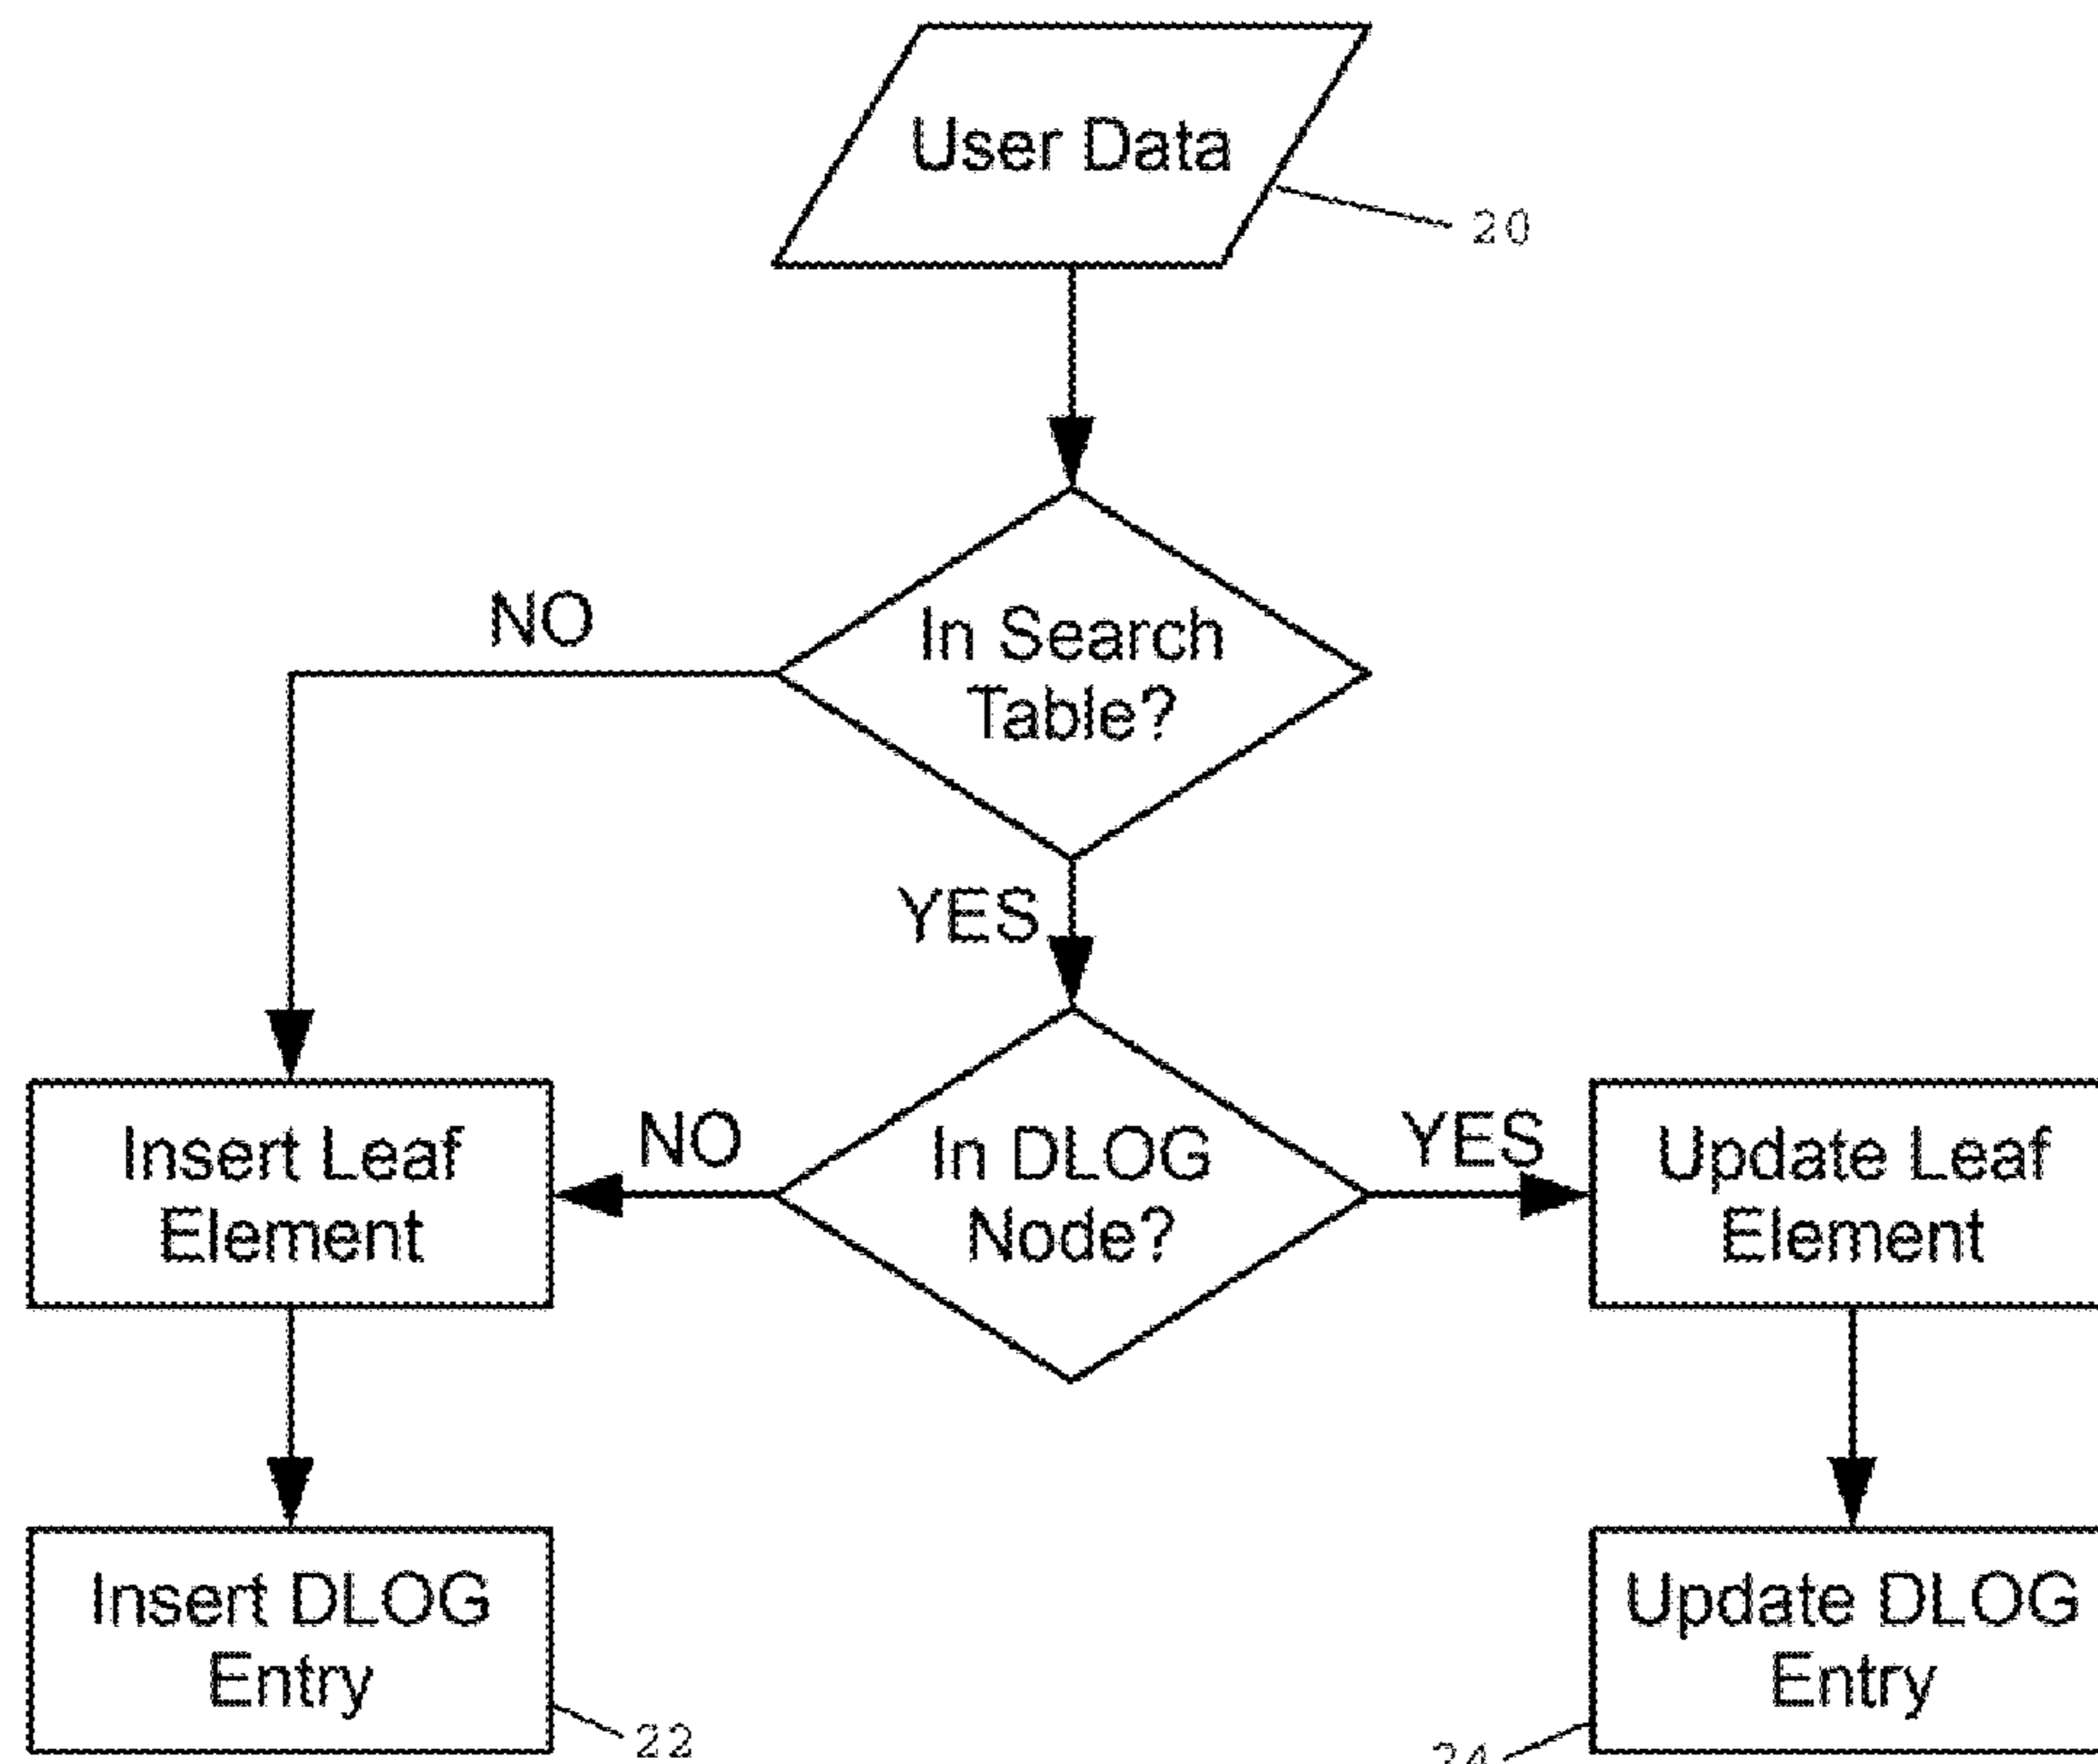 User Data
20
In Search
Table?
NO
YES
In DLOG
Node?
NO
YES
Insert Leaf
Element
Update Leaf
Element
Insert DLOG
Entry
22
Update DLOG
Entry
24